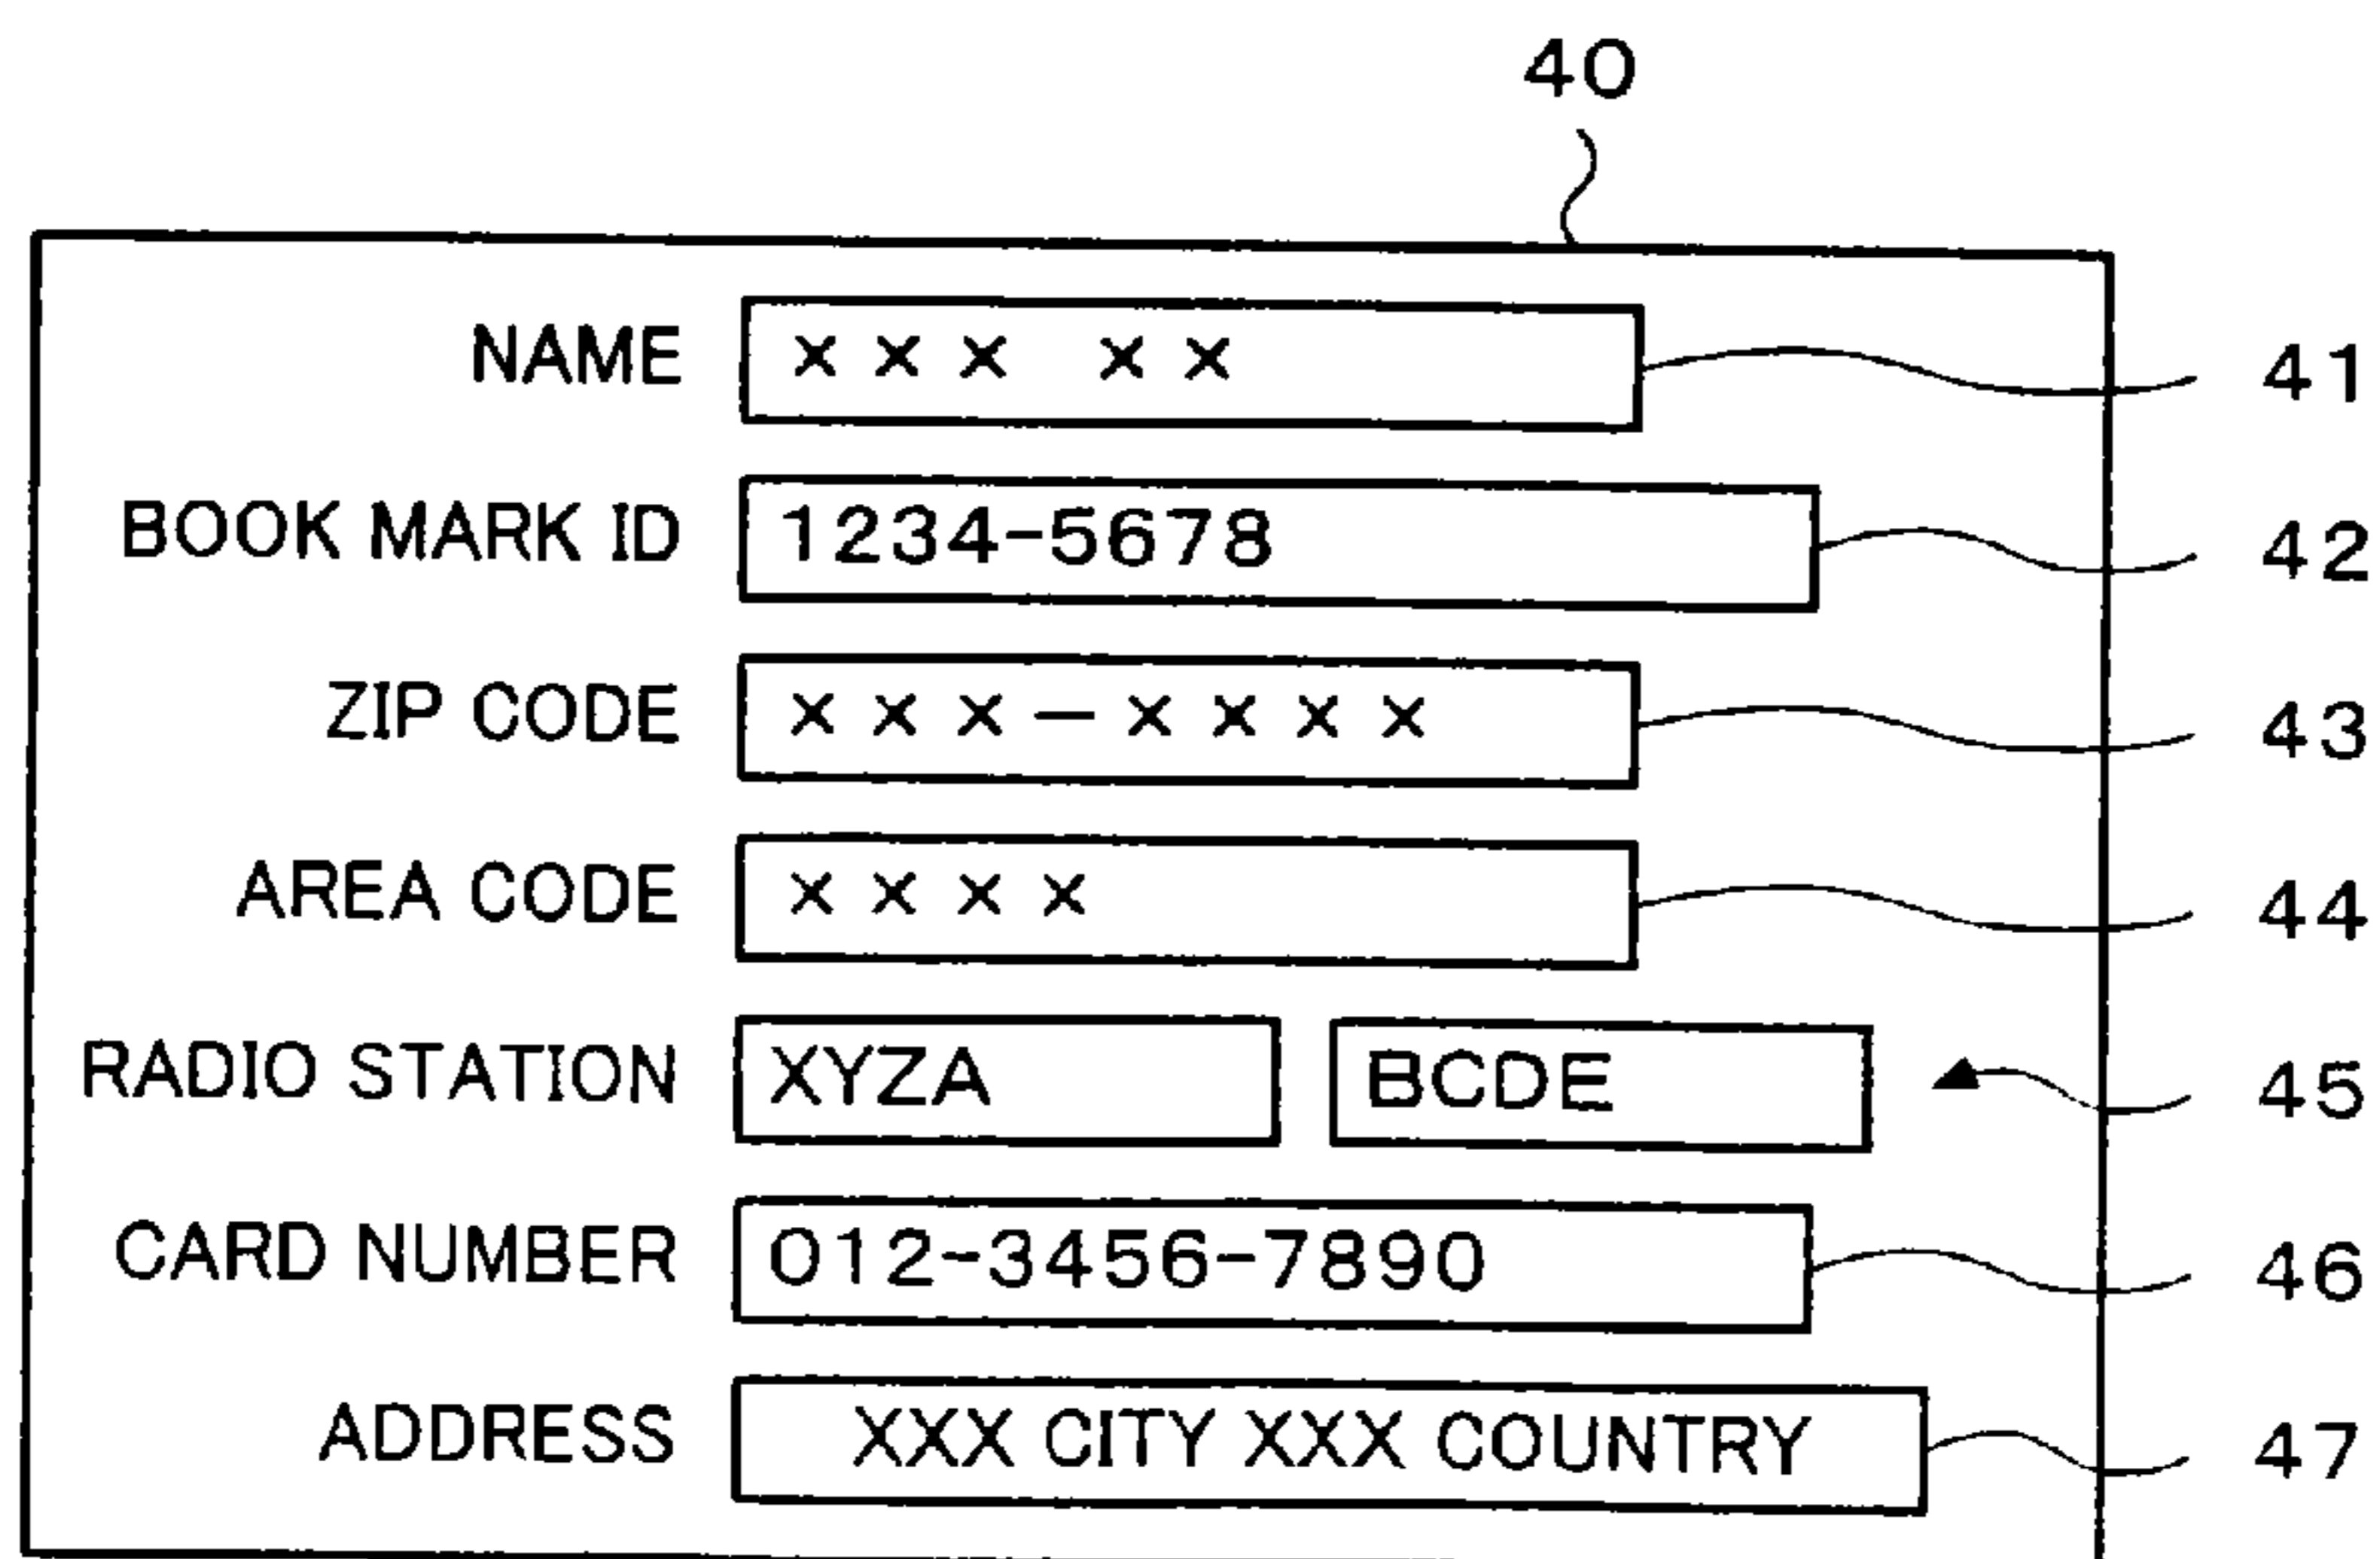 40
NAME ××× ×× 41
BOOK MARK ID 1234-5678 42
ZIP CODE ×××-×××× 43
AREA CODE ×××× 44
RADIO STATION XYZA BCDE 45
CARD NUMBER 012-3456-7890 46
ADDRESS XXX CITY XXX COUNTRY 47